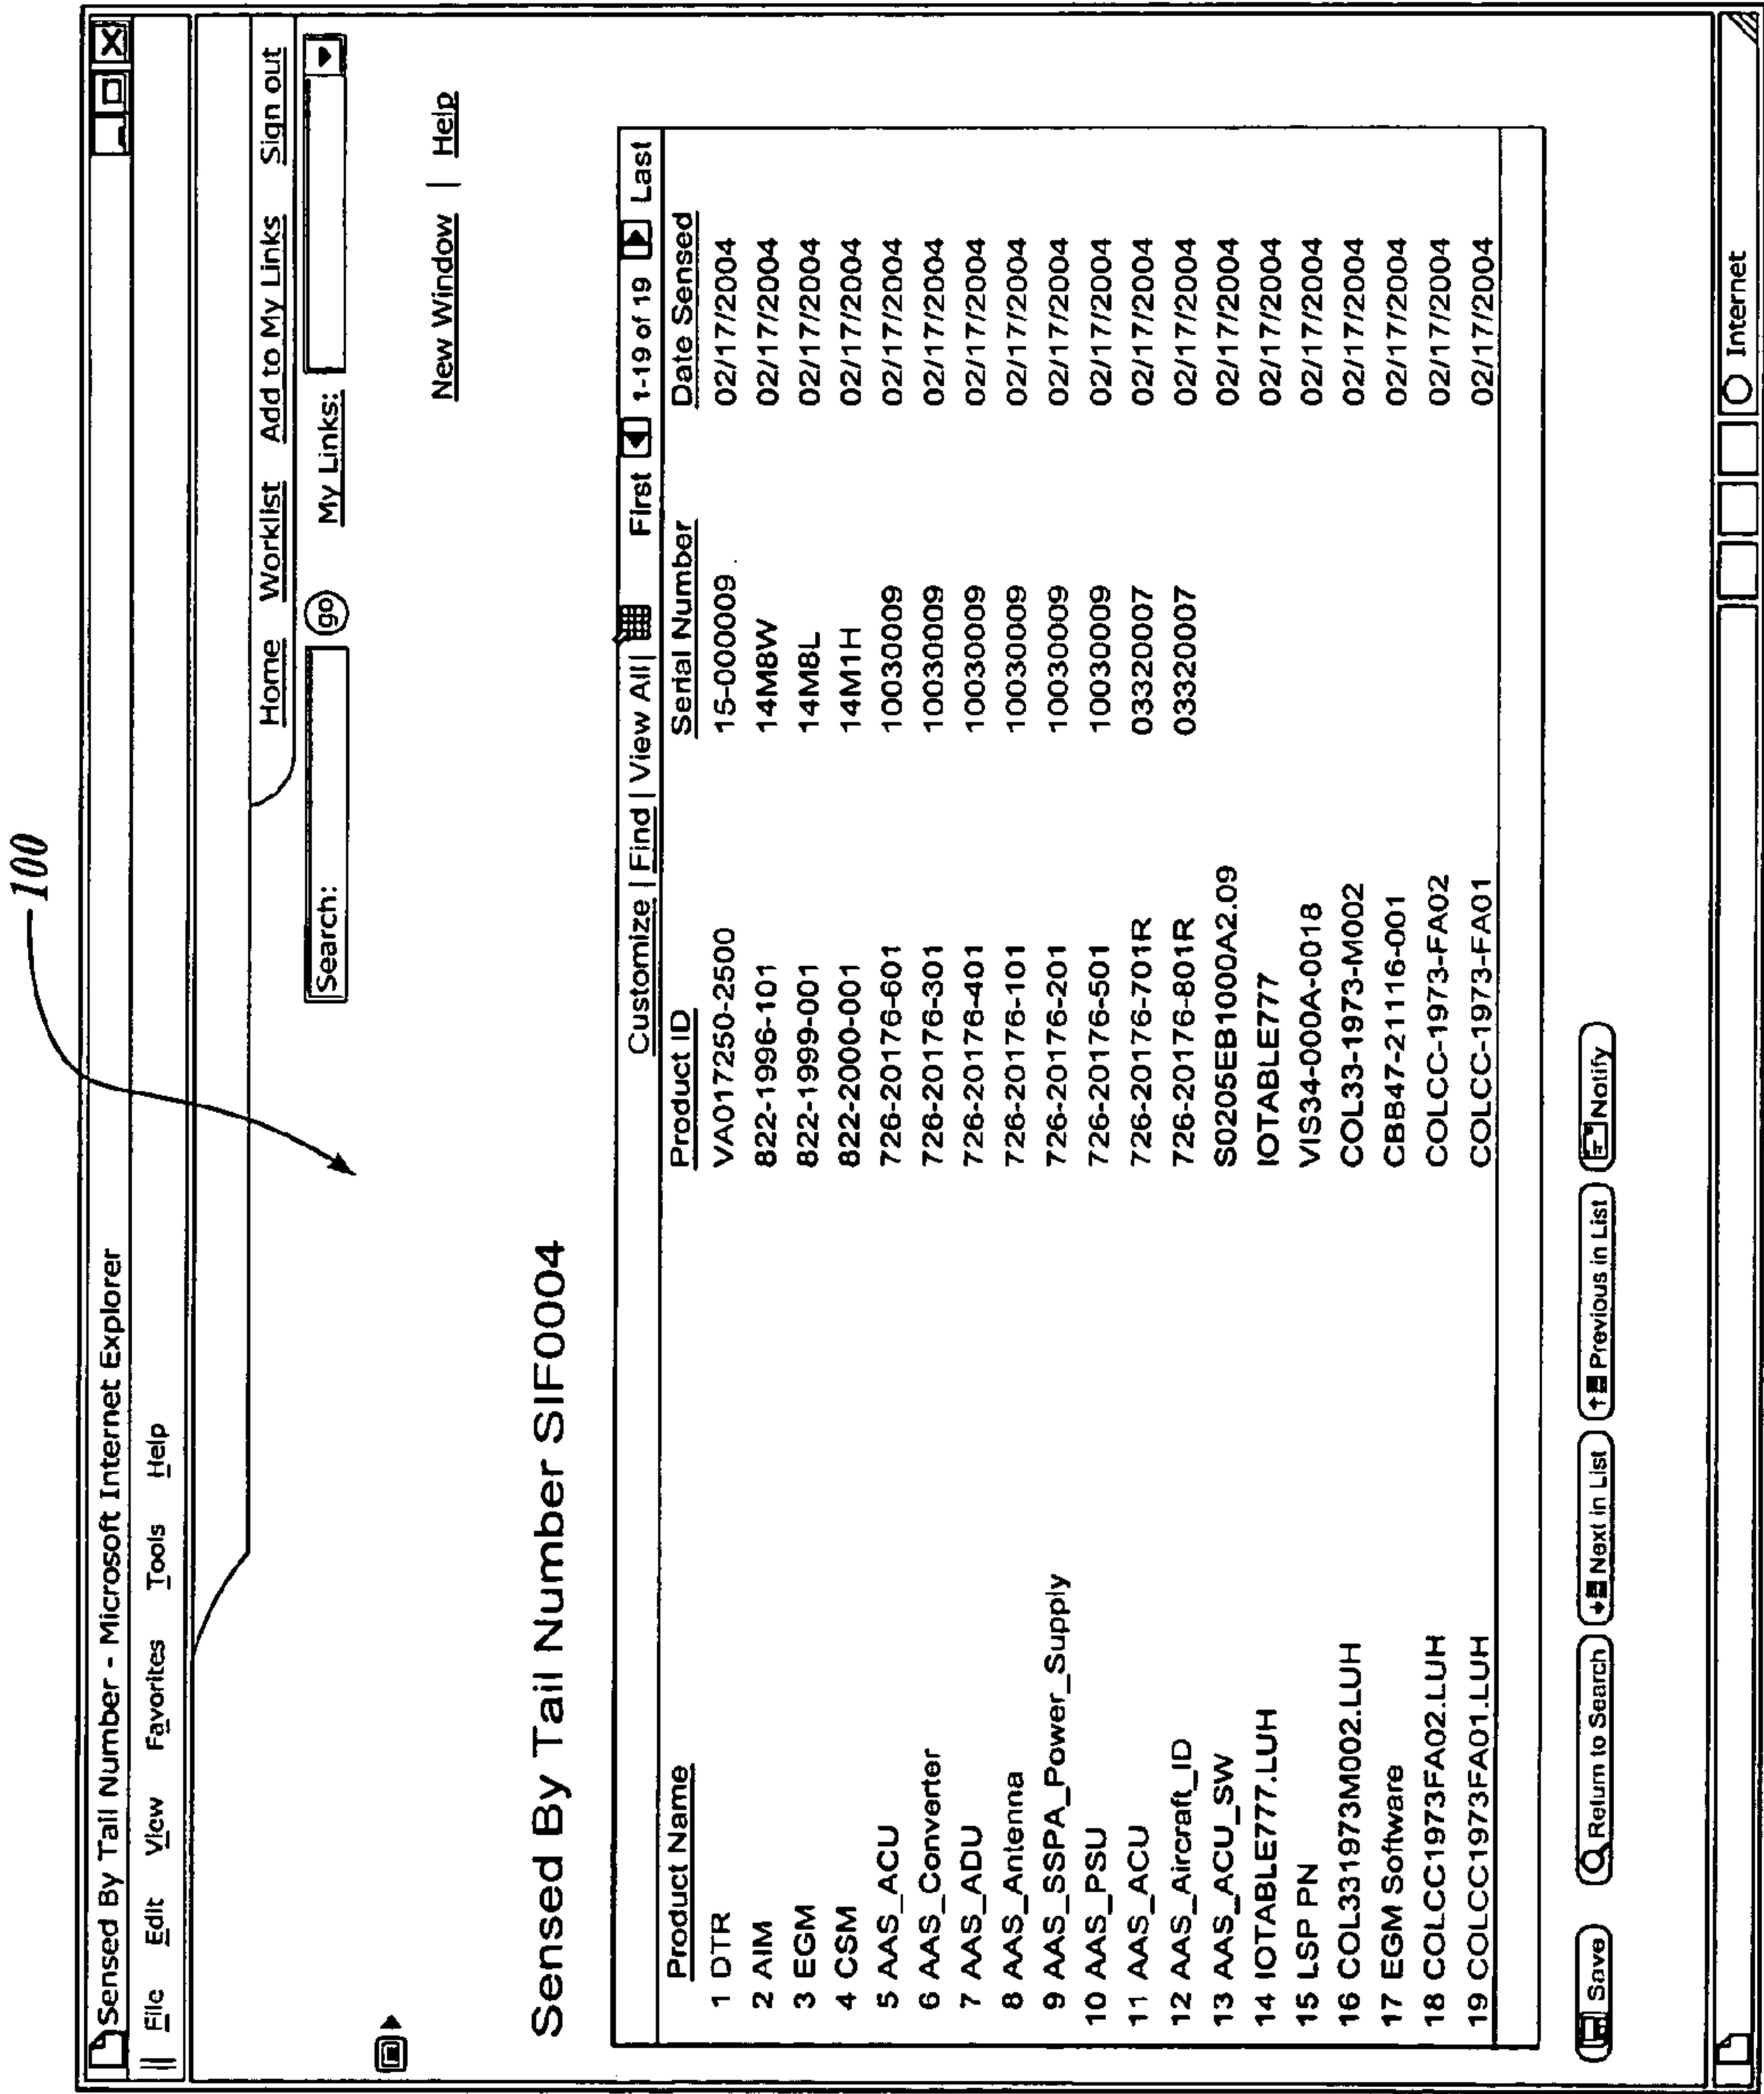 100
Sensed By Tail Number - Microsoft Internet Explorer
File Edit View Favorites Tools Help
Home Worklist Add to My Links Sign out
Search: go My Links:
New Window | Help
Sensed By Tail Number SIF0004
Customize | Find | View All | First 1-19 of 19 Last
Product Name Product ID Serial Number Date Sensed
1 DTR VA017250-2500 15-000009 02/17/2004
2 AIM 822-1996-101 14M8W 02/17/2004
3 EGM 822-1999-001 14M8L 02/17/2004
4 CSM 822-2000-001 14M1H 02/17/2004
5 AAS_ACU 726-20176-601 10030009 02/17/2004
6 AAS_Converter 726-20176-301 10030009 02/17/2004
7 AAS_ADU 726-20176-401 10030009 02/17/2004
8 AAS_Antenna 726-20176-101 10030009 02/17/2004
9 AAS_SSPA_Power_Supply 726-20176-201 10030009 02/17/2004
10 AAS_PSU 726-20176-501 10030009 02/17/2004
11 AAS_ACU 726-20176-701R 03320007 02/17/2004
12 AAS_Aircraft_ID 726-20176-801R 03320007 02/17/2004
13 AAS_ACU_SW S0205EB1000A2.09 02/17/2004
14 IOTABLE777.LUH IOTABLE777 02/17/2004
15 LSP PN VIS34-000A-0018 02/17/2004
16 COL331973M002.LUH COL33-1973-M002 02/17/2004
17 EGM Software CBB47-21116-001 02/17/2004
18 COLCC1973FA02.LUH COLCC-1973-FA02 02/17/2004
19 COLCC1973FA01.LUH COLCC-1973-FA01 02/17/2004
Save Return to Search Next in List Previous in List Notify
Internet